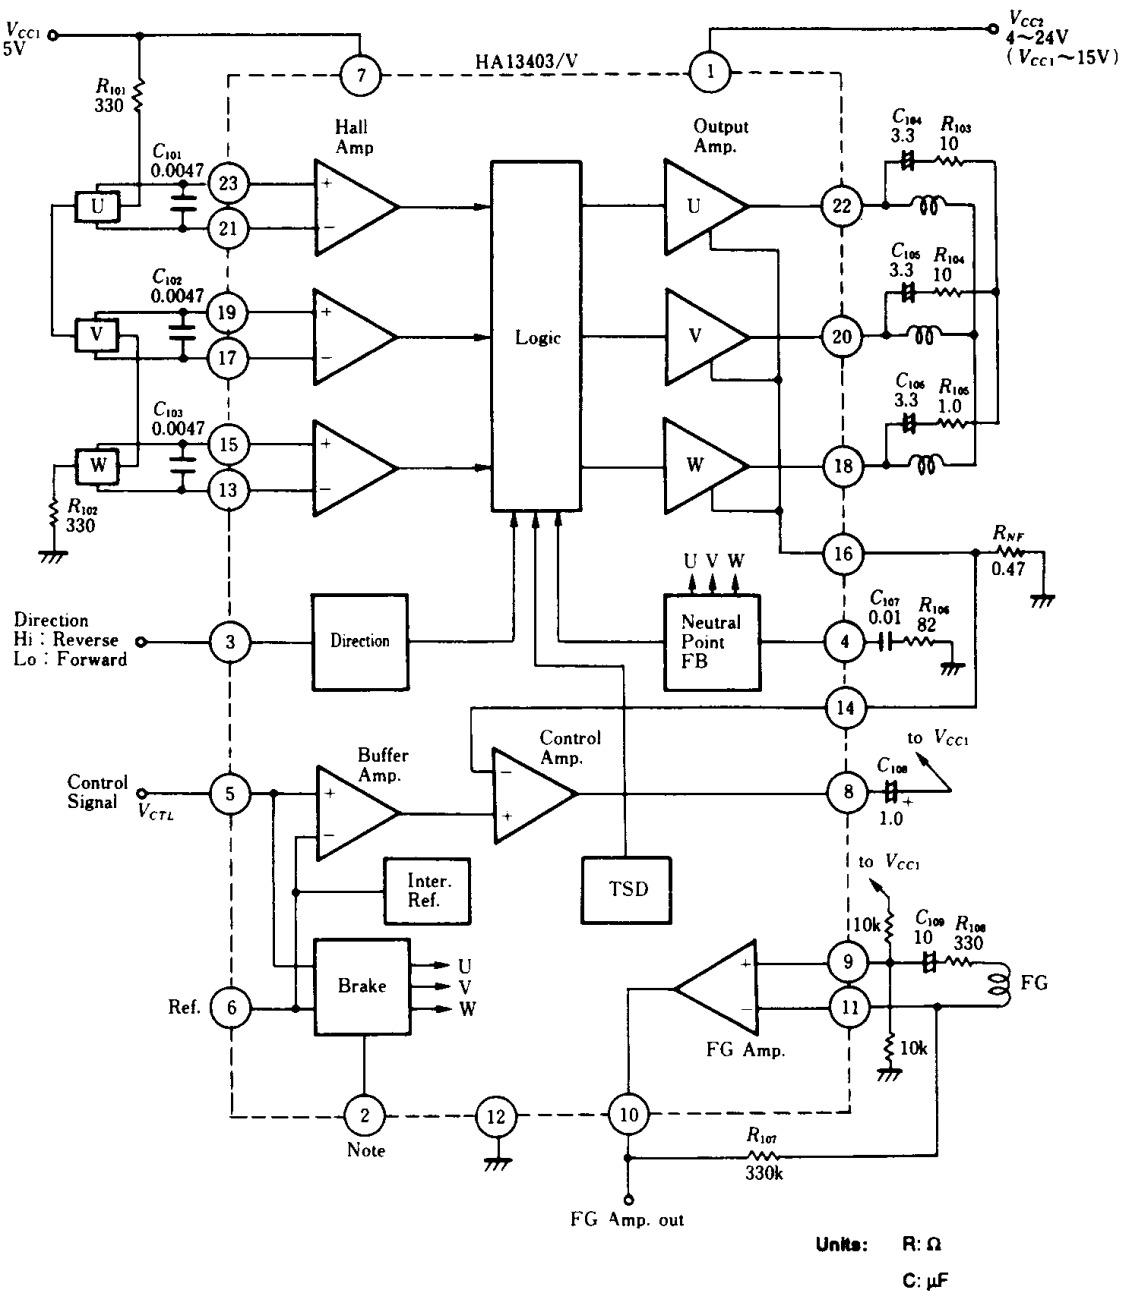 VCC1
5V
VCC2
4～24V
(VCC1～15V)
HA13403/V
7
1
R101
330
Hall
Amp
Output
Amp.
C101
0.0047
23
21
U
+
−
U
22
C104
3.3
R103
10
C102
0.0047
19
17
V
+
−
Logic
V
20
C105
3.3
R104
10
C103
0.0047
15
13
W
+
−
W
18
C106
3.3
R105
1.0
R102
330
16
RNF
0.47
U V W
Direction
Hi : Reverse
Lo : Forward
3
Direction
Neutral
Point
FB
4
C107
0.01
R106
82
14
Control
Amp.
to VCC1
Buffer
Amp.
Control
Signal
VCTL
5
+
−
−
+
8
C108
+
1.0
Inter.
Ref.
TSD
to VCC1
10k
C109
10
R108
330
9
11
+
−
FG
FG Amp.
10k
Ref.
6
Brake
U
V
W
2
Note
12
10
R107
330k
FG Amp. out
Units: R: Ω
C: μF